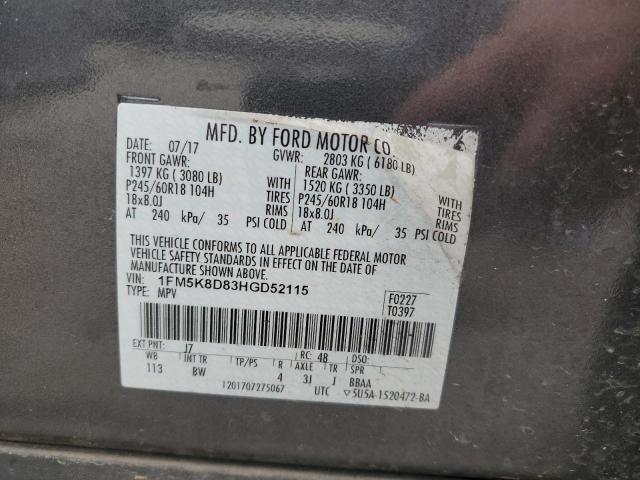 MFD. BY FORD MOTOR CO.
DATE: 07/17 GVWR: 2803 KG ( 6180 LB)
FRONT GAWR: REAR GAWR:
1397 KG ( 3080 LB) WITH 1520 KG ( 3350 LB) WITH
P245/60R18 104H TIRES P245/60R18 104H TIRES
18x8.0J RIMS 18x8.0J RIMS
AT 240 kPa/ 35 PSI COLD AT 240 kPa/ 35 PSI COLD
THIS VEHICLE CONFORMS TO ALL APPLICABLE FEDERAL MOTOR
VEHICLE SAFETY STANDARDS IN EFFECT ON THE DATE OF
MANUFACTURE SHOWN ABOVE.
VIN: 1FM5K8D83HGD52115 F0227
TYPE: MPV T0397
EXT PNT: J7 RC: 48 DSO:
WB INT TR TP/PS R AXLE TR SPR
113 BW 4 3J J BBAA
1201707275067 UTC ▽5U5A-1520472-BA